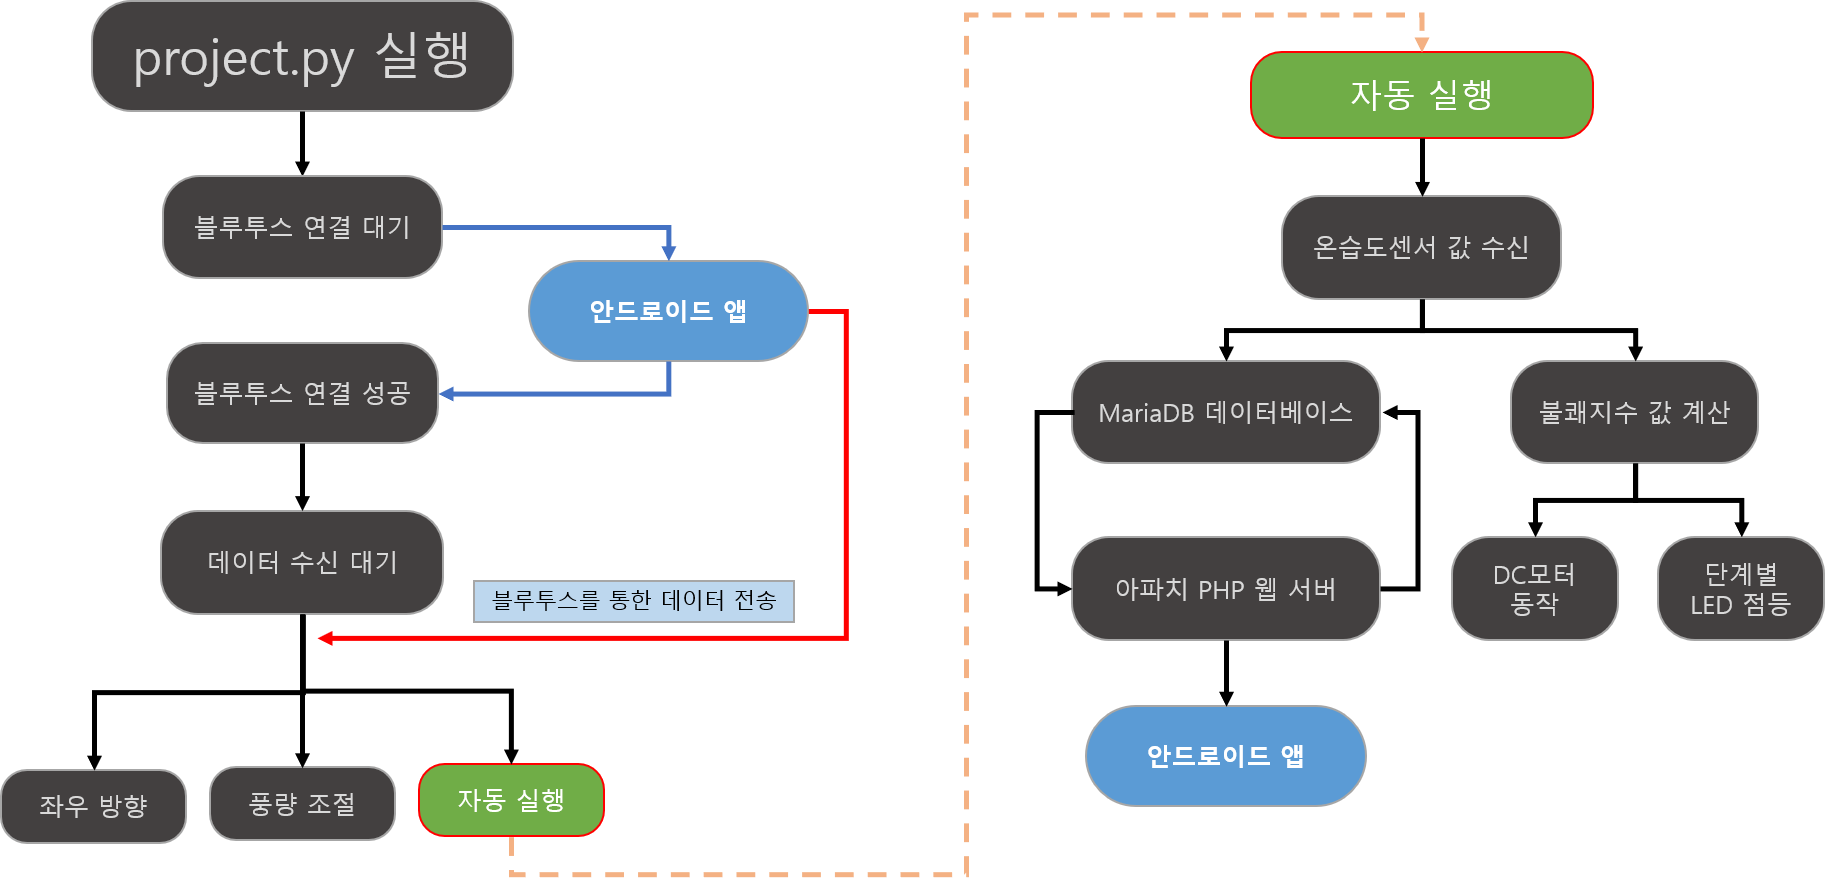 project.py 실행
블루투스 연결 대기
안드로이드 앱
블루투스 연결 성공
데이터 수신 대기
블루투스를 통한 데이터 전송
좌우 방향
풍량 조절
자동 실행
자동 실행
온습도센서 값 수신
MariaDB 데이터베이스
불쾌지수 값 계산
아파치 PHP 웹 서버
DC모터
동작
단계별
LED 점등
안드로이드 앱